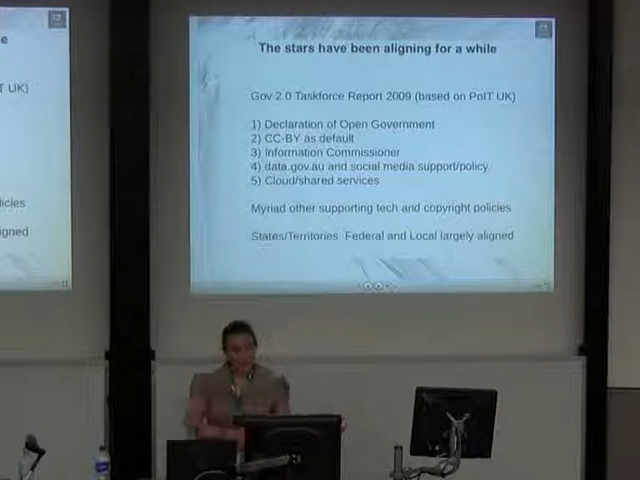 e
T UK)
licies
igned
The stars have been aligning for a while
Gov 2.0 Taskforce Report 2009 (based on PoIT UK)
1) Declaration of Open Government
2) CC-BY as default
3) Information Commissioner
4) data.gov.au and social media support/policy
5) Cloud/shared services
Myriad other supporting tech and copyright policies
States/Territories Federal and Local largely aligned